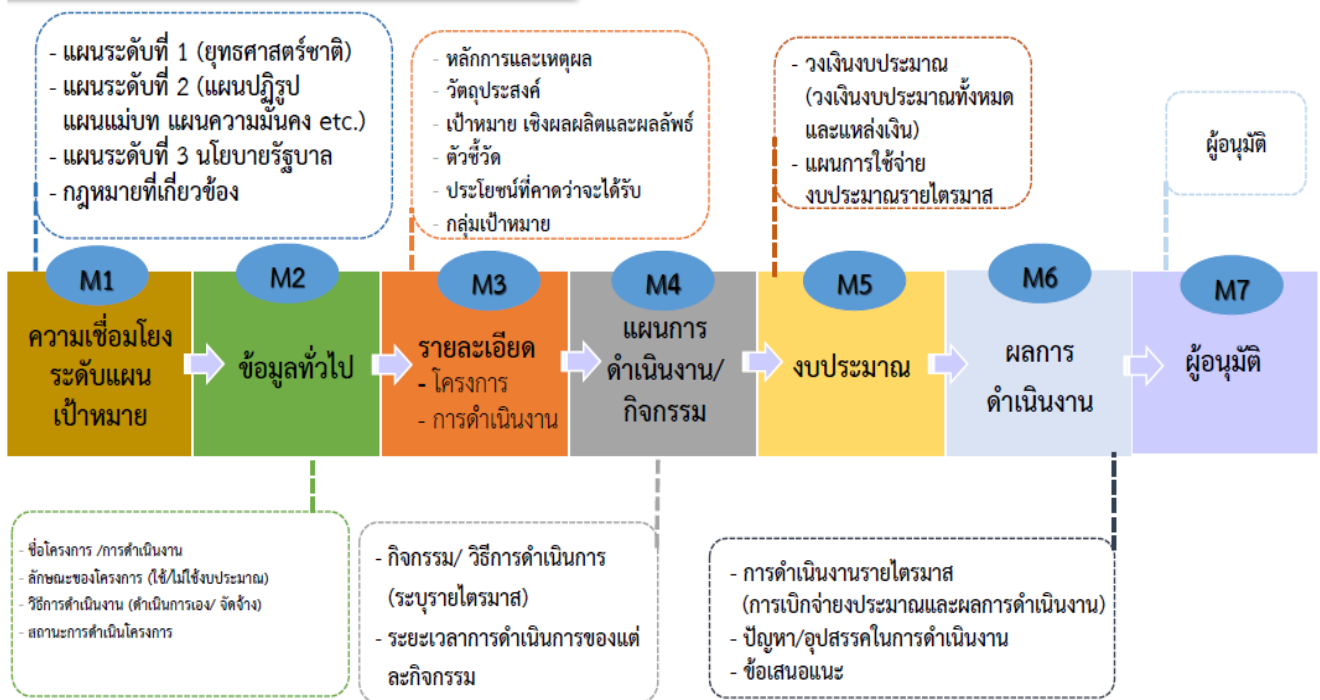 - แผนระดับที่ 1 (ยุทธศาสตร์ชาติ)
- แผนระดับที่ 2 (แผนปฏิรูป
แผนแม่บท แผนความมั่นคง etc.)
- แผนระดับที่ 3 นโยบายรัฐบาล
- กฎหมายที่เกี่ยวข้อง
- หลักการและเหตุผล
- วัตถุประสงค์
- เป้าหมาย เชิงผลผลิตและผลลัพธ์
- ตัวชี้วัด
- ประโยชน์ที่คาดว่าจะได้รับ
- กลุ่มเป้าหมาย
- วงเงินงบประมาณ
(วงเงินงบประมาณทั้งหมด
และแหล่งเงิน)
- แผนการใช้จ่าย
งบประมาณรายไตรมาส
ผู้อนุมัติ
M1
ความเชื่อมโยง
ระดับแผน
เป้าหมาย
M2
ข้อมูลทั่วไป
M3
รายละเอียด
- โครงการ
- การดำเนินงาน
M4
แผนการ
ดำเนินงาน/
กิจกรรม
M5
งบประมาณ
M6
ผลการ
ดำเนินงาน
M7
ผู้อนุมัติ
- ชื่อโครงการ /การดำเนินงาน
- ลักษณะของโครงการ (ใช้/ไม่ใช้งบประมาณ)
- วิธีการดำเนินงาน (ดำเนินการเอง/ จัดจ้าง)
- สถานะการดำเนินโครงการ
- กิจกรรม/ วิธีการดำเนินการ
(ระบุรายไตรมาส)
- ระยะเวลาการดำเนินการของแต่
ละกิจกรรม
- การดำเนินงานรายไตรมาส
(การเบิกจ่ายงประมาณและผลการดำเนินงาน)
- ปัญหา/อุปสรรคในการดำเนินงาน
- ข้อเสนอแนะ